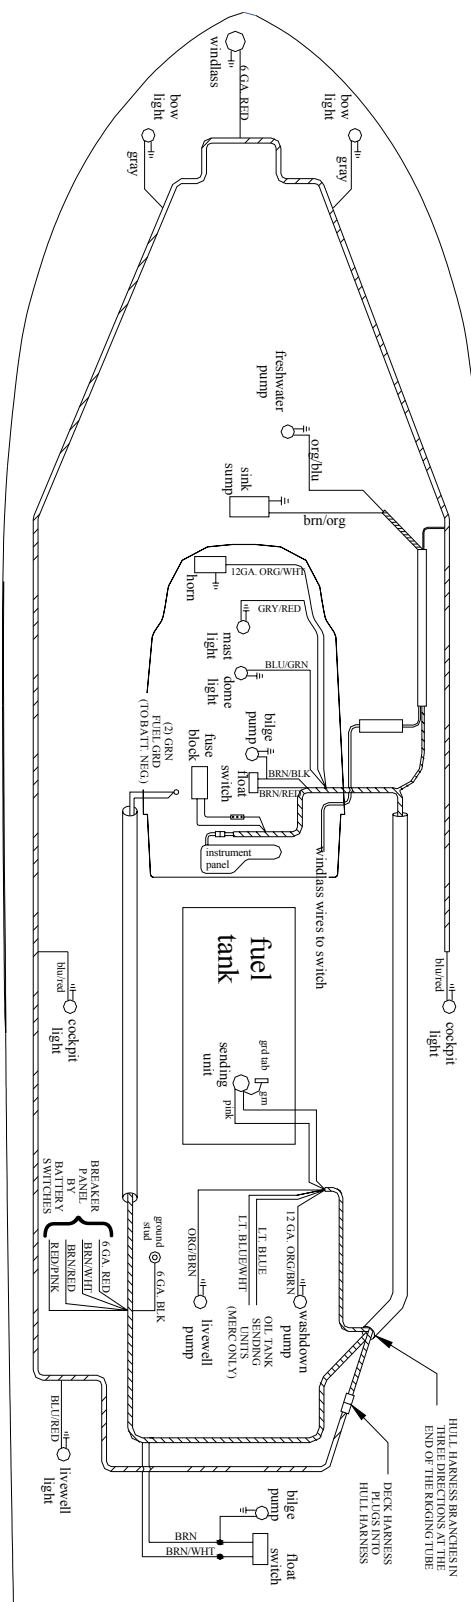 windlass
6 GA. RED
bow
light
gray
bow
light
gray
freshwater
pump
org/blu
sink
sump
brn/org
horn
12GA. ORG/WHT
mast
light
GRY/RED
dome
light
BLU/GRN
bilge
pump
float
switch
BRN/BLK
BRN/RED
fuse
block
(2) GRN
FUEL GRD
(TO BATT. NEG.)
instrument
panel
windlass wires to switch
fuel
tank
blu/red
cockpit
light
blu/red
cockpit
light
sending
unit
grd tab
grn
pink
BREAKER
PANEL
BY
BATTERY
SWITCHES
6 GA. RED
BRN/WHT
BRN/RED
RED/PINK
ground
stud
6 GA. BLK
ORG/BRN
livewell
pump
LT. BLUE/WHT
LT. BLUE
OIL TANK
SENDING
UNITS
(MERC ONLY)
12 GA. ORG/BRN
washdown
pump
HULL HARNESS BRANCHES IN
THREE DIRECTIONS AT THE
END OF THE RIGGING TUBE
DECK HARNESS
PLUGS INTO
HULL HARNESS
BLU/RED
livewell
light
bilge
pump
BRN
BRN/WHT
float
switch